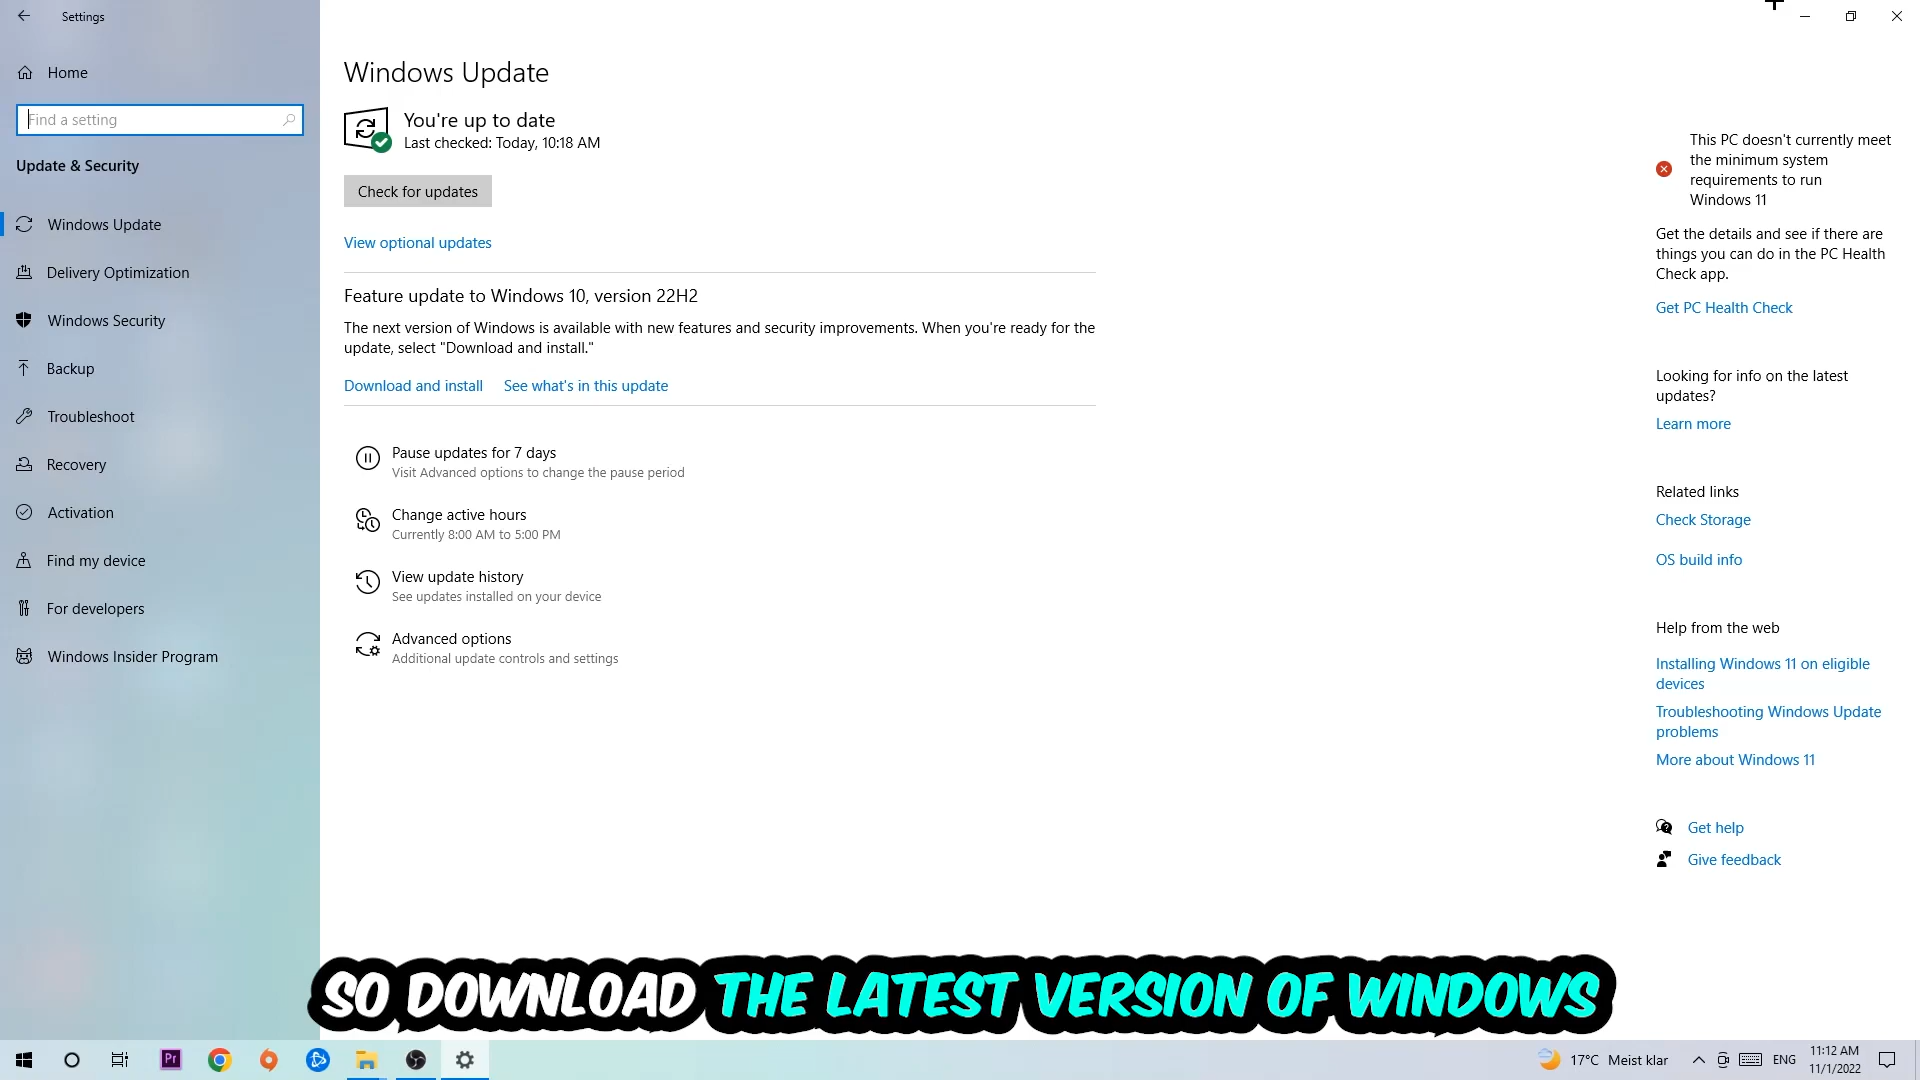 Settings
Home
Find a setting
Update & Security
Windows Update
Delivery Optimization
Windows Security
Backup
Troubleshoot
Recovery
Activation
Find my device
For developers
Windows Insider Program
Windows Update
You're up to date
Last checked: Today, 10:18 AM
Check for updates
View optional updates
Feature update to Windows 10, version 22H2
The next version of Windows is available with new features and security improvements. When you're ready for the
update, select "Download and install."
Download and install See what's in this update
Pause updates for 7 days
Visit Advanced options to change the pause period
Change active hours
Currently 8:00 AM to 5:00 PM
View update history
See updates installed on your device
Advanced options
Additional update controls and settings
This PC doesn't currently meet
the minimum system
requirements to run
Windows 11
Get the details and see if there are
things you can do in the PC Health
Check app.
Get PC Health Check
Looking for info on the latest
updates?
Learn more
Related links
Check Storage
OS build info
Help from the web
Installing Windows 11 on eligible
devices
Troubleshooting Windows Update
problems
More about Windows 11
Get help
Give feedback
SO DOWNLOAD THE LATEST VERSION OF WINDOWS
Pr
17°C Meist klar
ENG
11:12 AM
11/1/2022